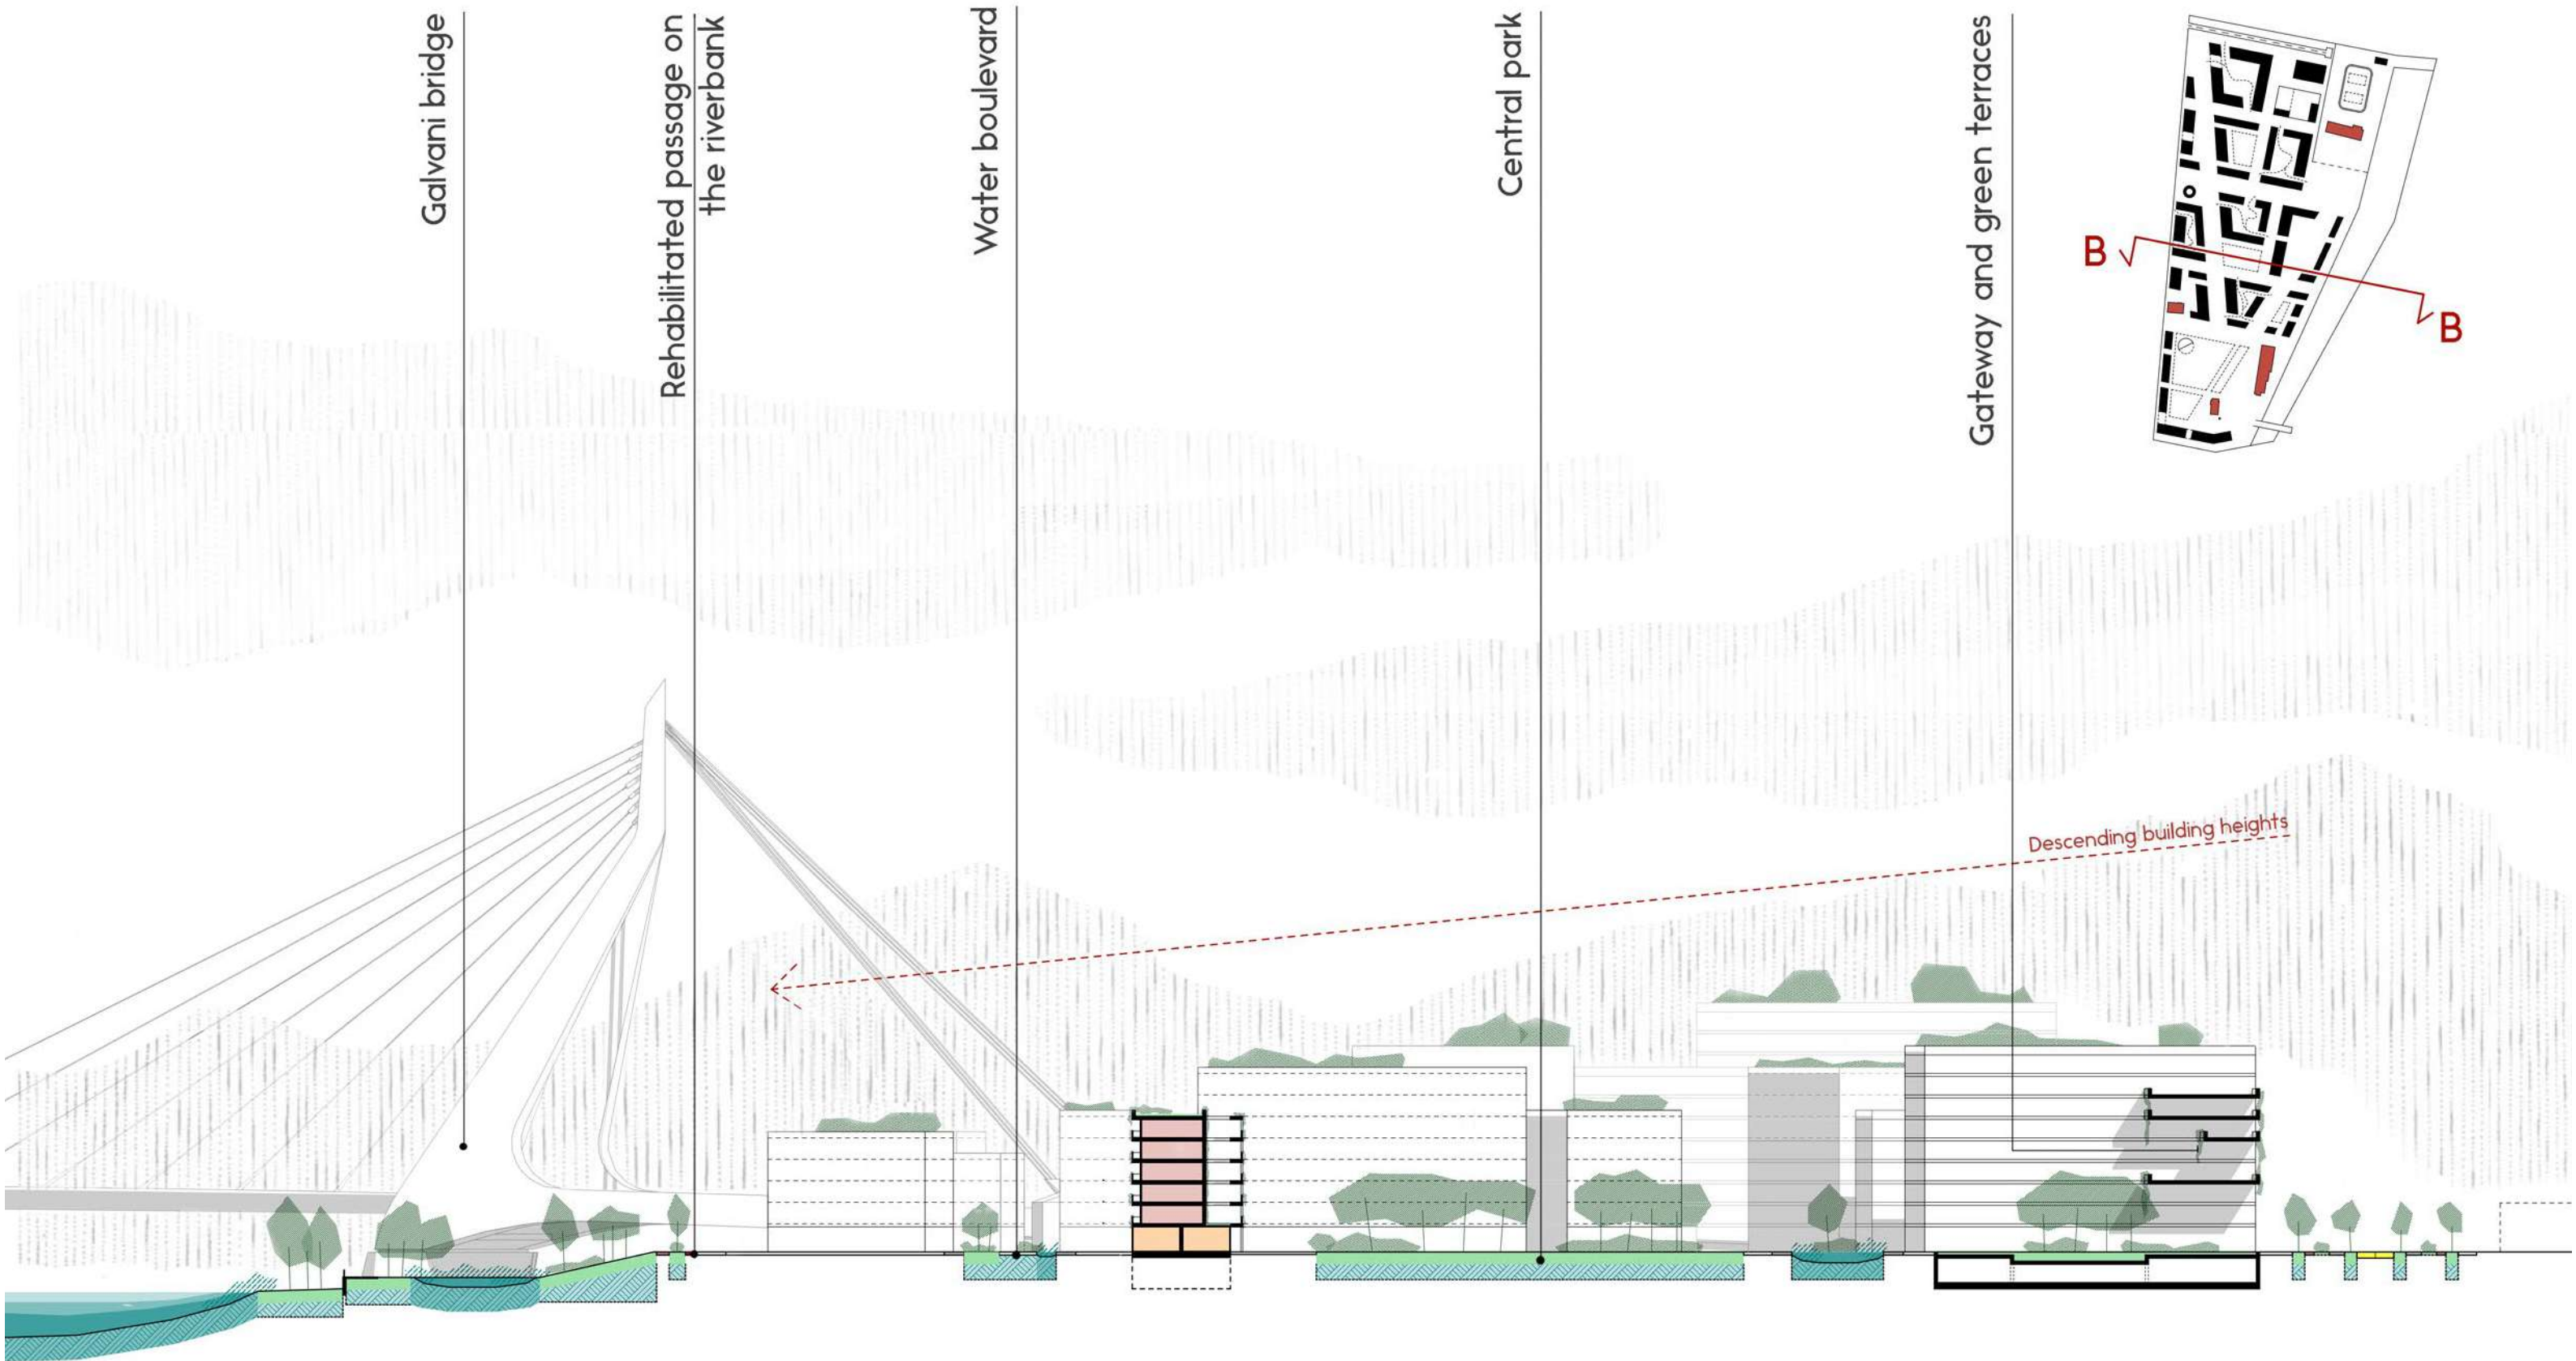 Galvani bridge
Rehabilitated passage on
the riverbank
Water boulevard
Central park
Gateway and green terraces
B
B
Descending building heights